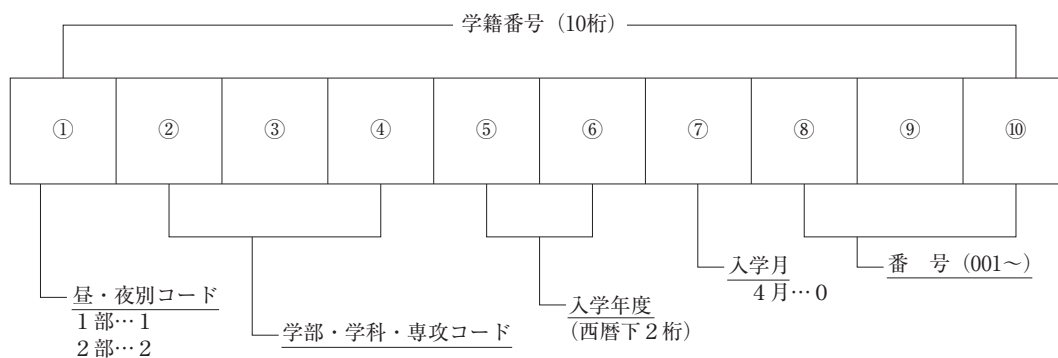 学籍番号（10桁）
① ② ③ ④ ⑤ ⑥ ⑦ ⑧ ⑨ ⑩
昼・夜別コード
１部…１
２部…２
学部・学科・専攻コード
入学年度
（西暦下２桁）
入学月
４月…０
番　号（001～）